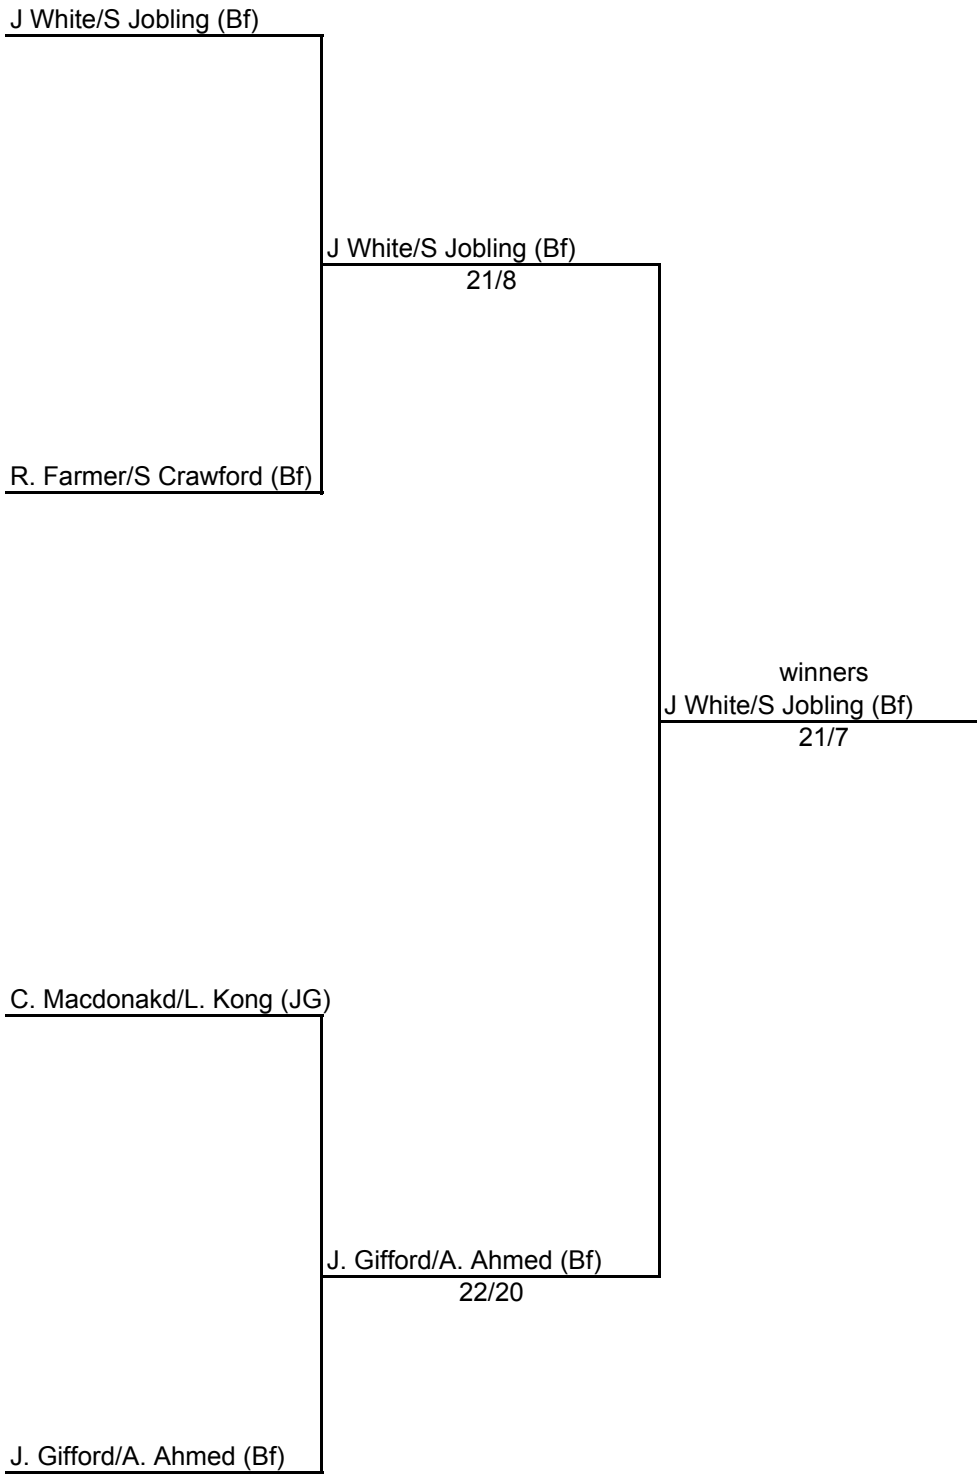 J White/S Jobling (Bf)
J White/S Jobling (Bf)
21/8
R. Farmer/S Crawford (Bf)
winners
J White/S Jobling (Bf)
21/7
C. Macdonakd/L. Kong (JG)
J. Gifford/A. Ahmed (Bf)
22/20
J. Gifford/A. Ahmed (Bf)